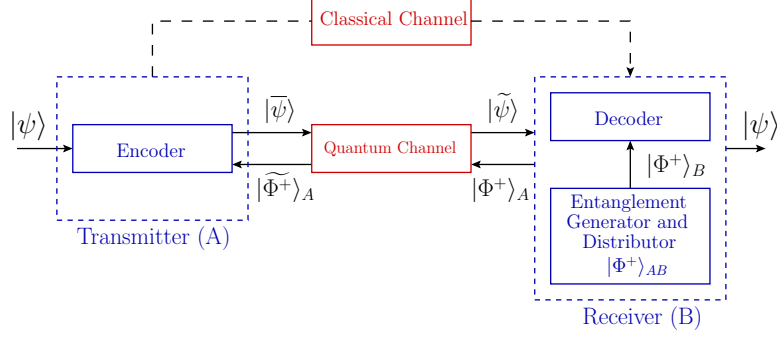 Classical Channel
|ψ⟩
|ψ̅⟩
|ψ̃⟩
|ψ⟩
Encoder
Quantum Channel
Decoder
|Φ̃⁺⟩_A
|Φ⁺⟩_A
|Φ⁺⟩_B
Entanglement
Generator and
Distributor
|Φ⁺⟩_AB
Transmitter (A)
Receiver (B)